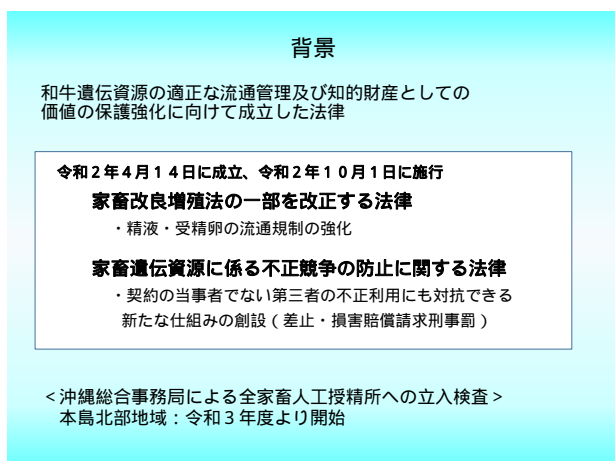 背景
和牛遺伝資源の適正な流通管理及び知的財産としての
価値の保護強化に向けて成立した法律
令和２年４月１４日に成立、令和２年１０月１日に施行
家畜改良増殖法の一部を改正する法律
・精液・受精卵の流通規制の強化
家畜遺伝資源に係る不正競争の防止に関する法律
・契約の当事者でない第三者の不正利用にも対抗できる
新たな仕組みの創設（差止・損害賠償請求刑事罰）
＜沖縄総合事務局による全家畜人工授精所への立入検査＞
本島北部地域：令和３年度より開始